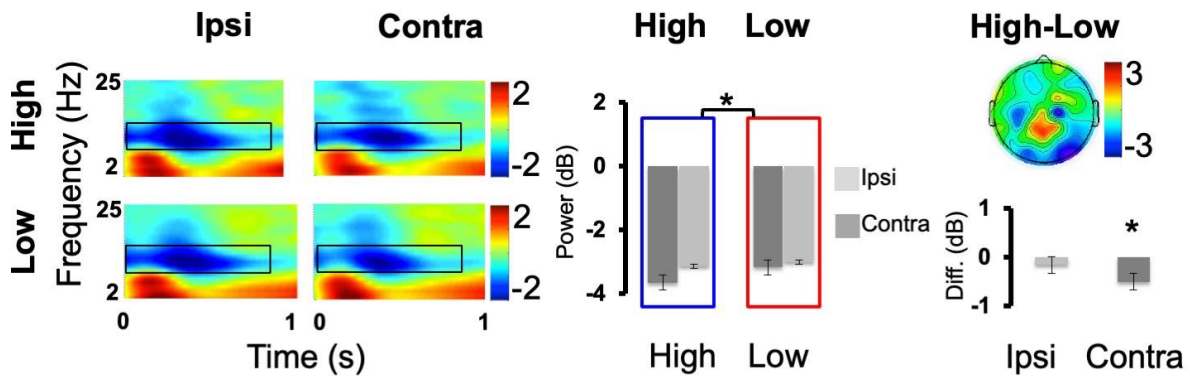 Ipsi Contra
High
Low
Frequency (Hz)
25
2
25
2
0 1 0 1
Time (s)
2
-2
2
-2
High Low
*
Power (dB)
2
0
-2
-4
High Low
Ipsi
Contra
High-Low
3
-3
Diff. (dB)
1
0
-1
*
Ipsi Contra